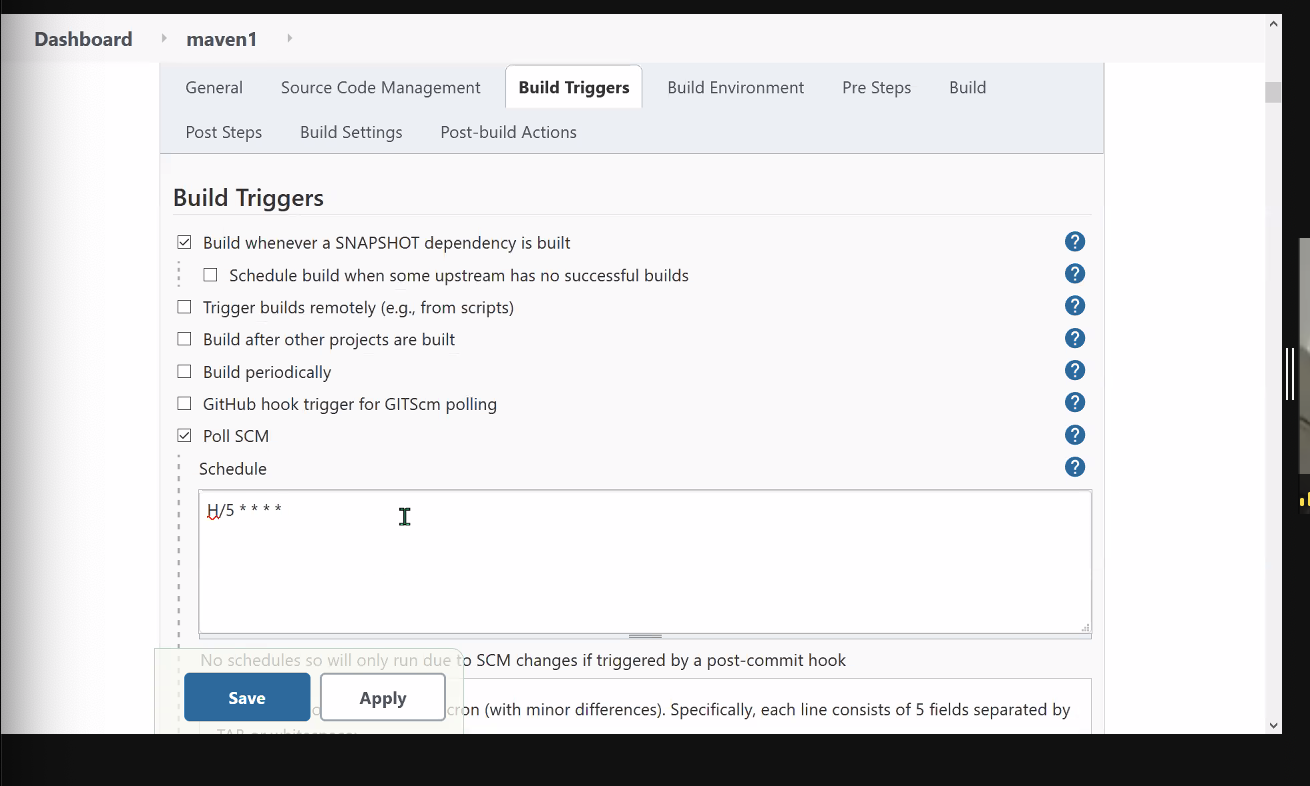 Dashboard maven1
General Source Code Management Build Triggers Build Environment Pre Steps Build
Post Steps Build Settings Post-build Actions
Build Triggers
Build whenever a SNAPSHOT dependency is built
Schedule build when some upstream has no successful builds
Trigger builds remotely (e.g., from scripts)
Build after other projects are built
Build periodically
GitHub hook trigger for GITScm polling
Poll SCM
Schedule
H/5 * * * *
No schedules so will only run due to SCM changes if triggered by a post-commit hook
Save Apply
cron (with minor differences). Specifically, each line consists of 5 fields separated by
TAB or whitespace: